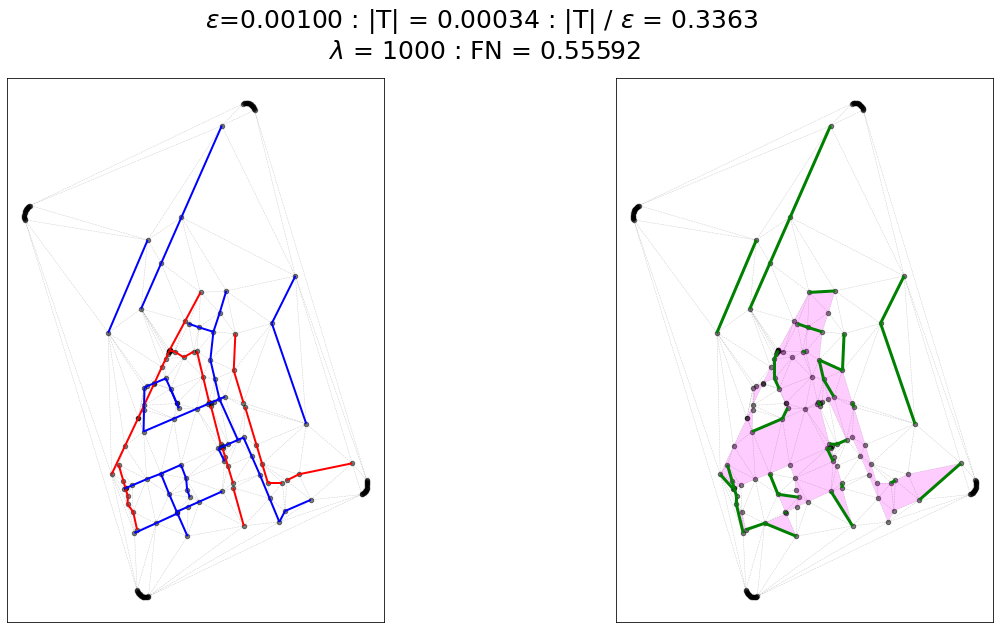 ε=0.00100 : |T| = 0.00034 : |T| / ε = 0.3363
λ = 1000 : FN = 0.55592